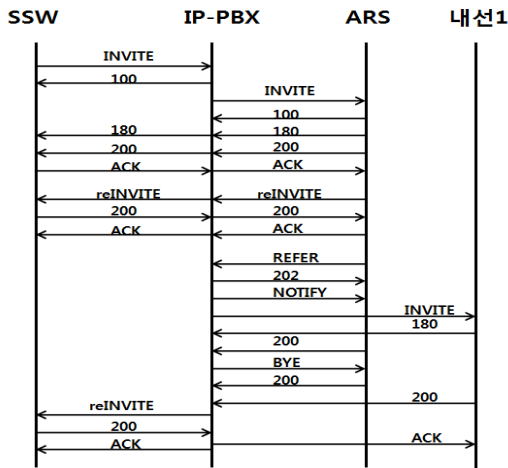 SSW IP-PBX ARS 내선1
INVITE
100
INVITE
100
180 180
200 200
ACK ACK
reINVITE reINVITE
200 200
ACK ACK
REFER
202
NOTIFY
INVITE
180
200
BYE
200
200
reINVITE
200
ACK ACK